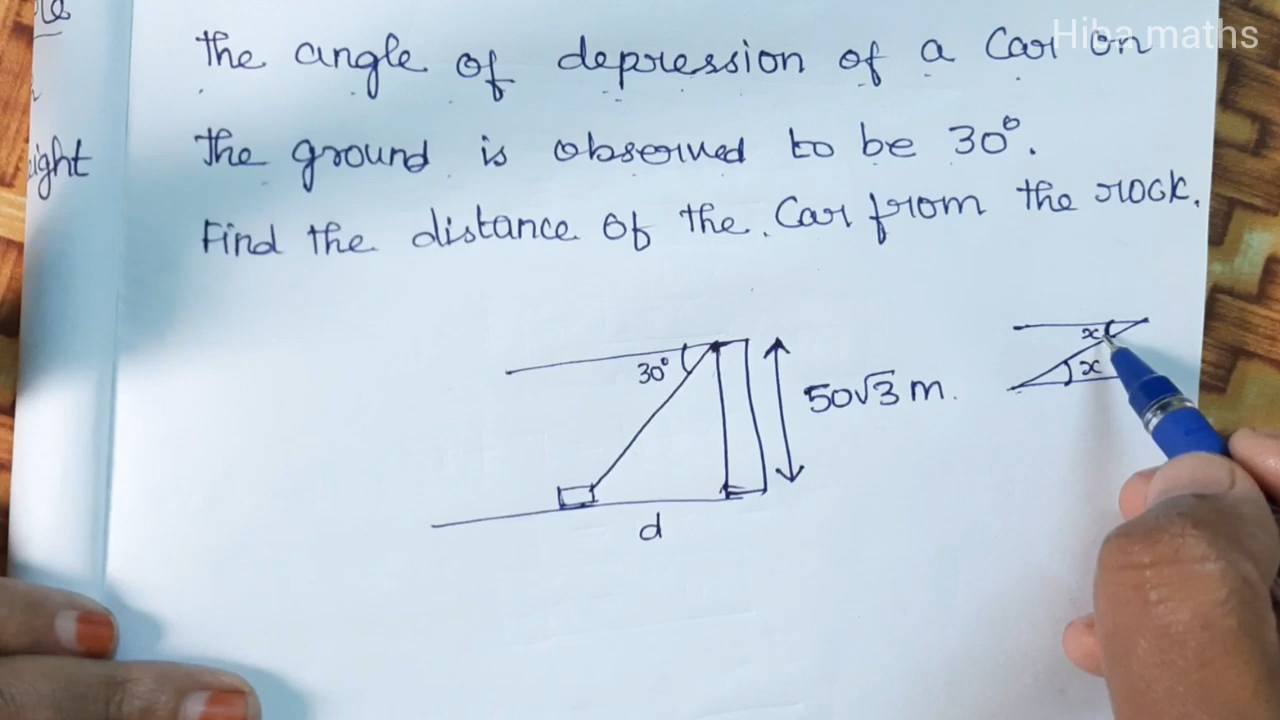 Hiba maths
the angle of depression of a car on
the ground is observed to be 30°.
Find the distance of the car from the rock.
30°
50√3 m.
x
x
d